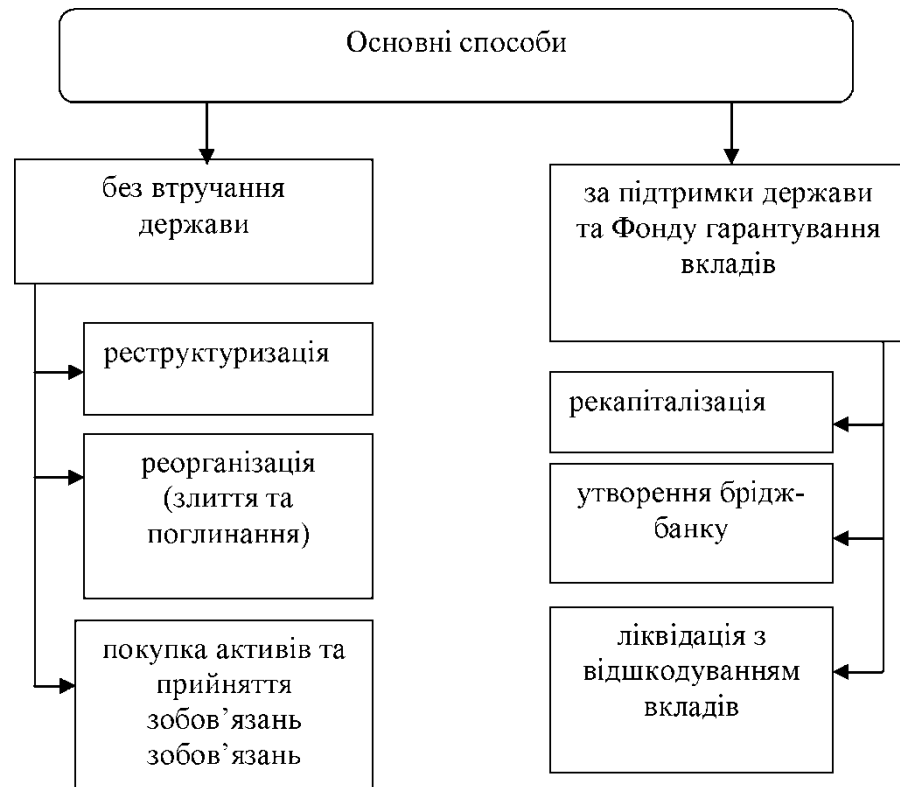 Основні способи
без втручання
держави
реструктуризація
реорганізація
(злиття та
поглинання)
покупка активів та
прийняття
зобов’язань
зобов’язань
за підтримки держави
та Фонду гарантування
вкладів
рекапіталізація
утворення брідж-
банку
ліквідація з
відшкодуванням
вкладів